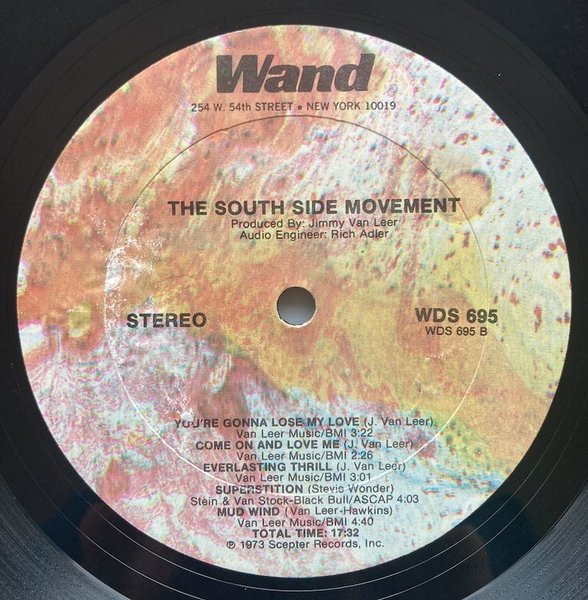 Wand
®
254 W. 54th STREET • NEW YORK 10019
THE SOUTH SIDE MOVEMENT
Produced By: Jimmy Van Leer
Audio Engineer: Rich Adler
STEREO
WDS 695
WDS 695 B
YOU'RE GONNA LOSE MY LOVE (J. Van Leer)
Van Leer Music/BMI 3:22
COME ON AND LOVE ME (J. Van Leer)
Van Leer Music/BMI 2:26
EVERLASTING THRILL (J. Van Leer)
Van Leer Music/BMI 3:01
SUPERSTITION (Stevie Wonder)
Stein & Van Stock-Black Bull/ASCAP 4:03
MUD WIND (Van Leer-Hawkins)
Van Leer Music/BMI 4:40
TOTAL TIME: 17:32
℗ 1973 Scepter Records, Inc.